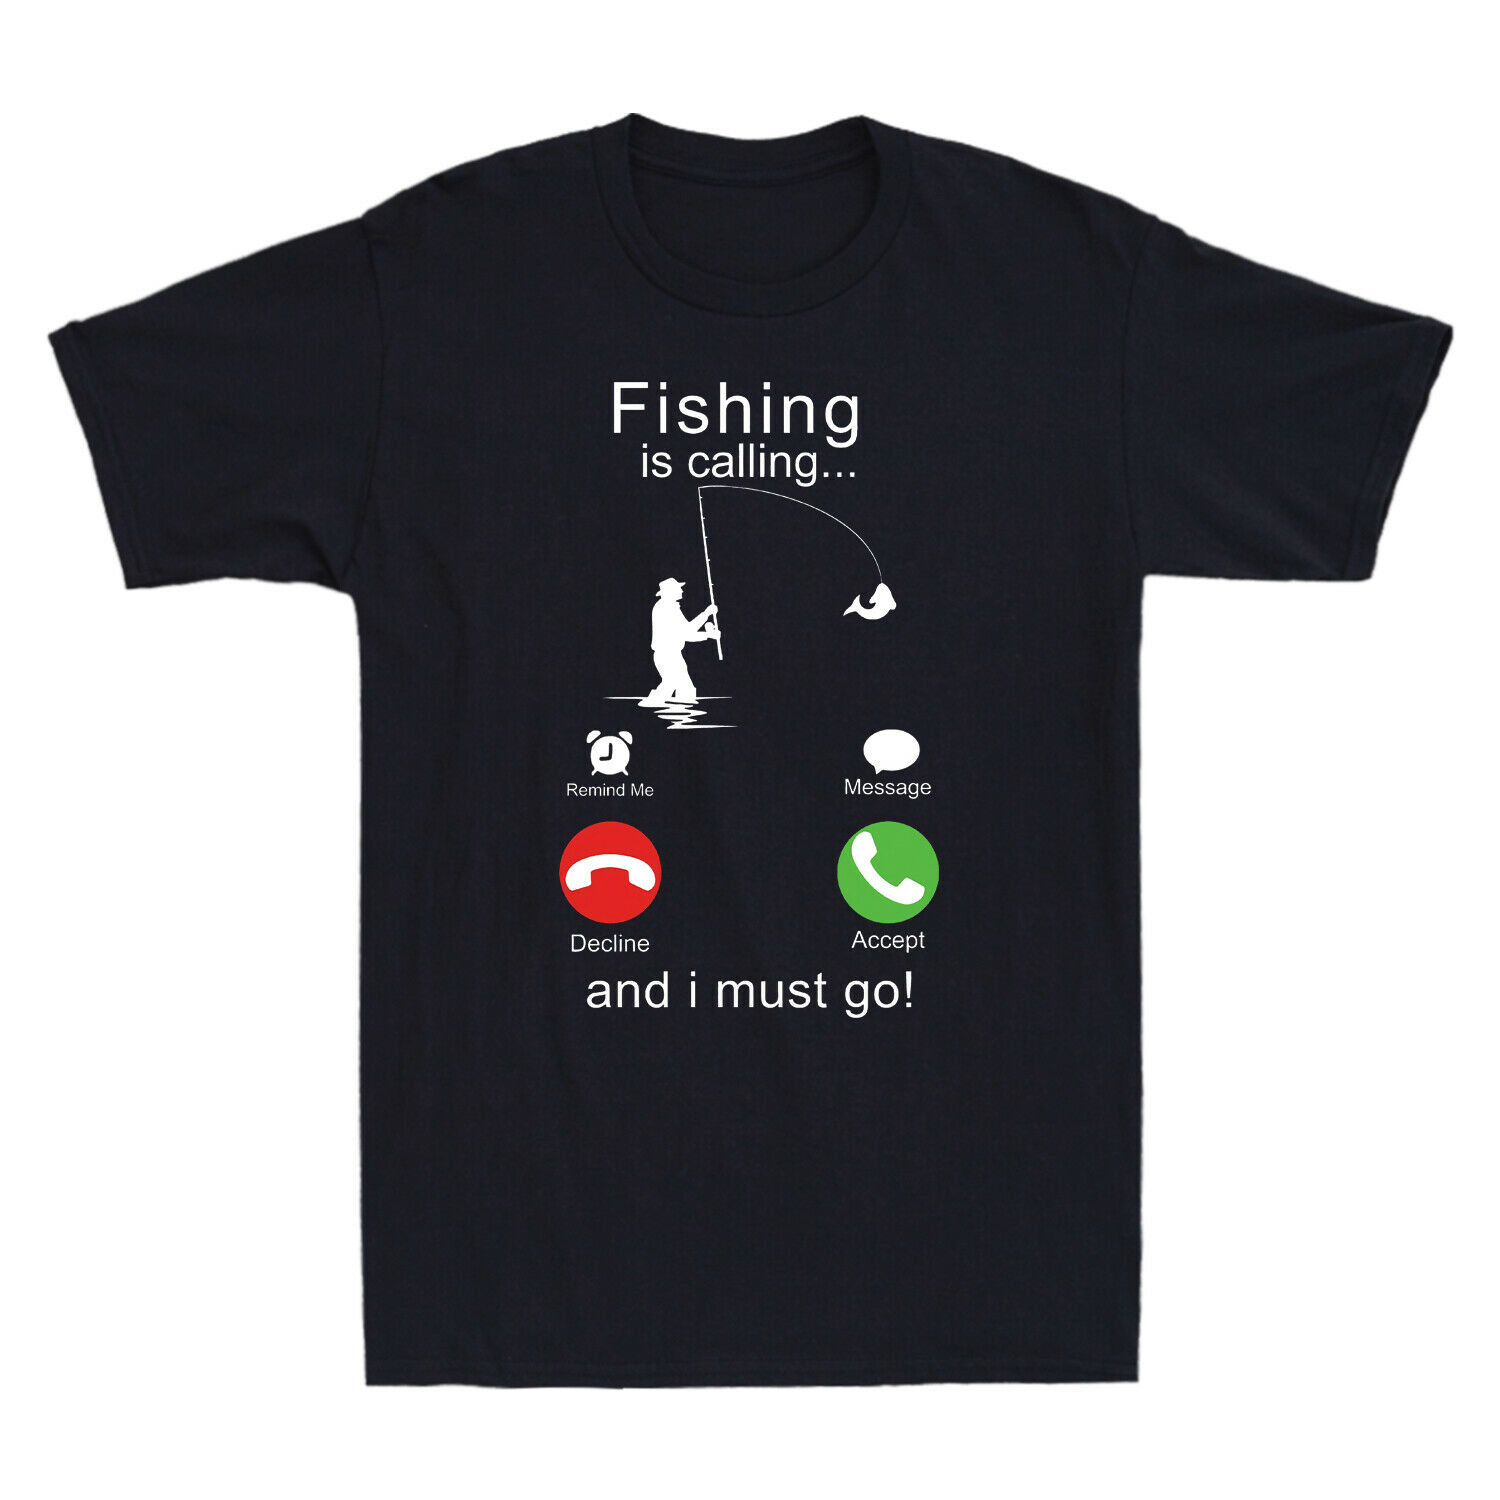 Fishing
is calling...
Remind Me
Message
Decline
Accept
and i must go!